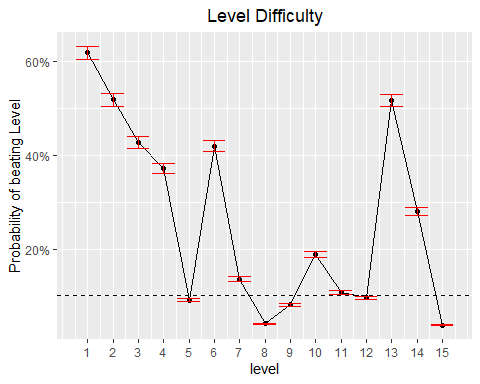 Level Difficulty
Probability of beating Level
60%
40%
20%
1 2 3 4 5 6 7 8 9 10 11 12 13 14 15
level